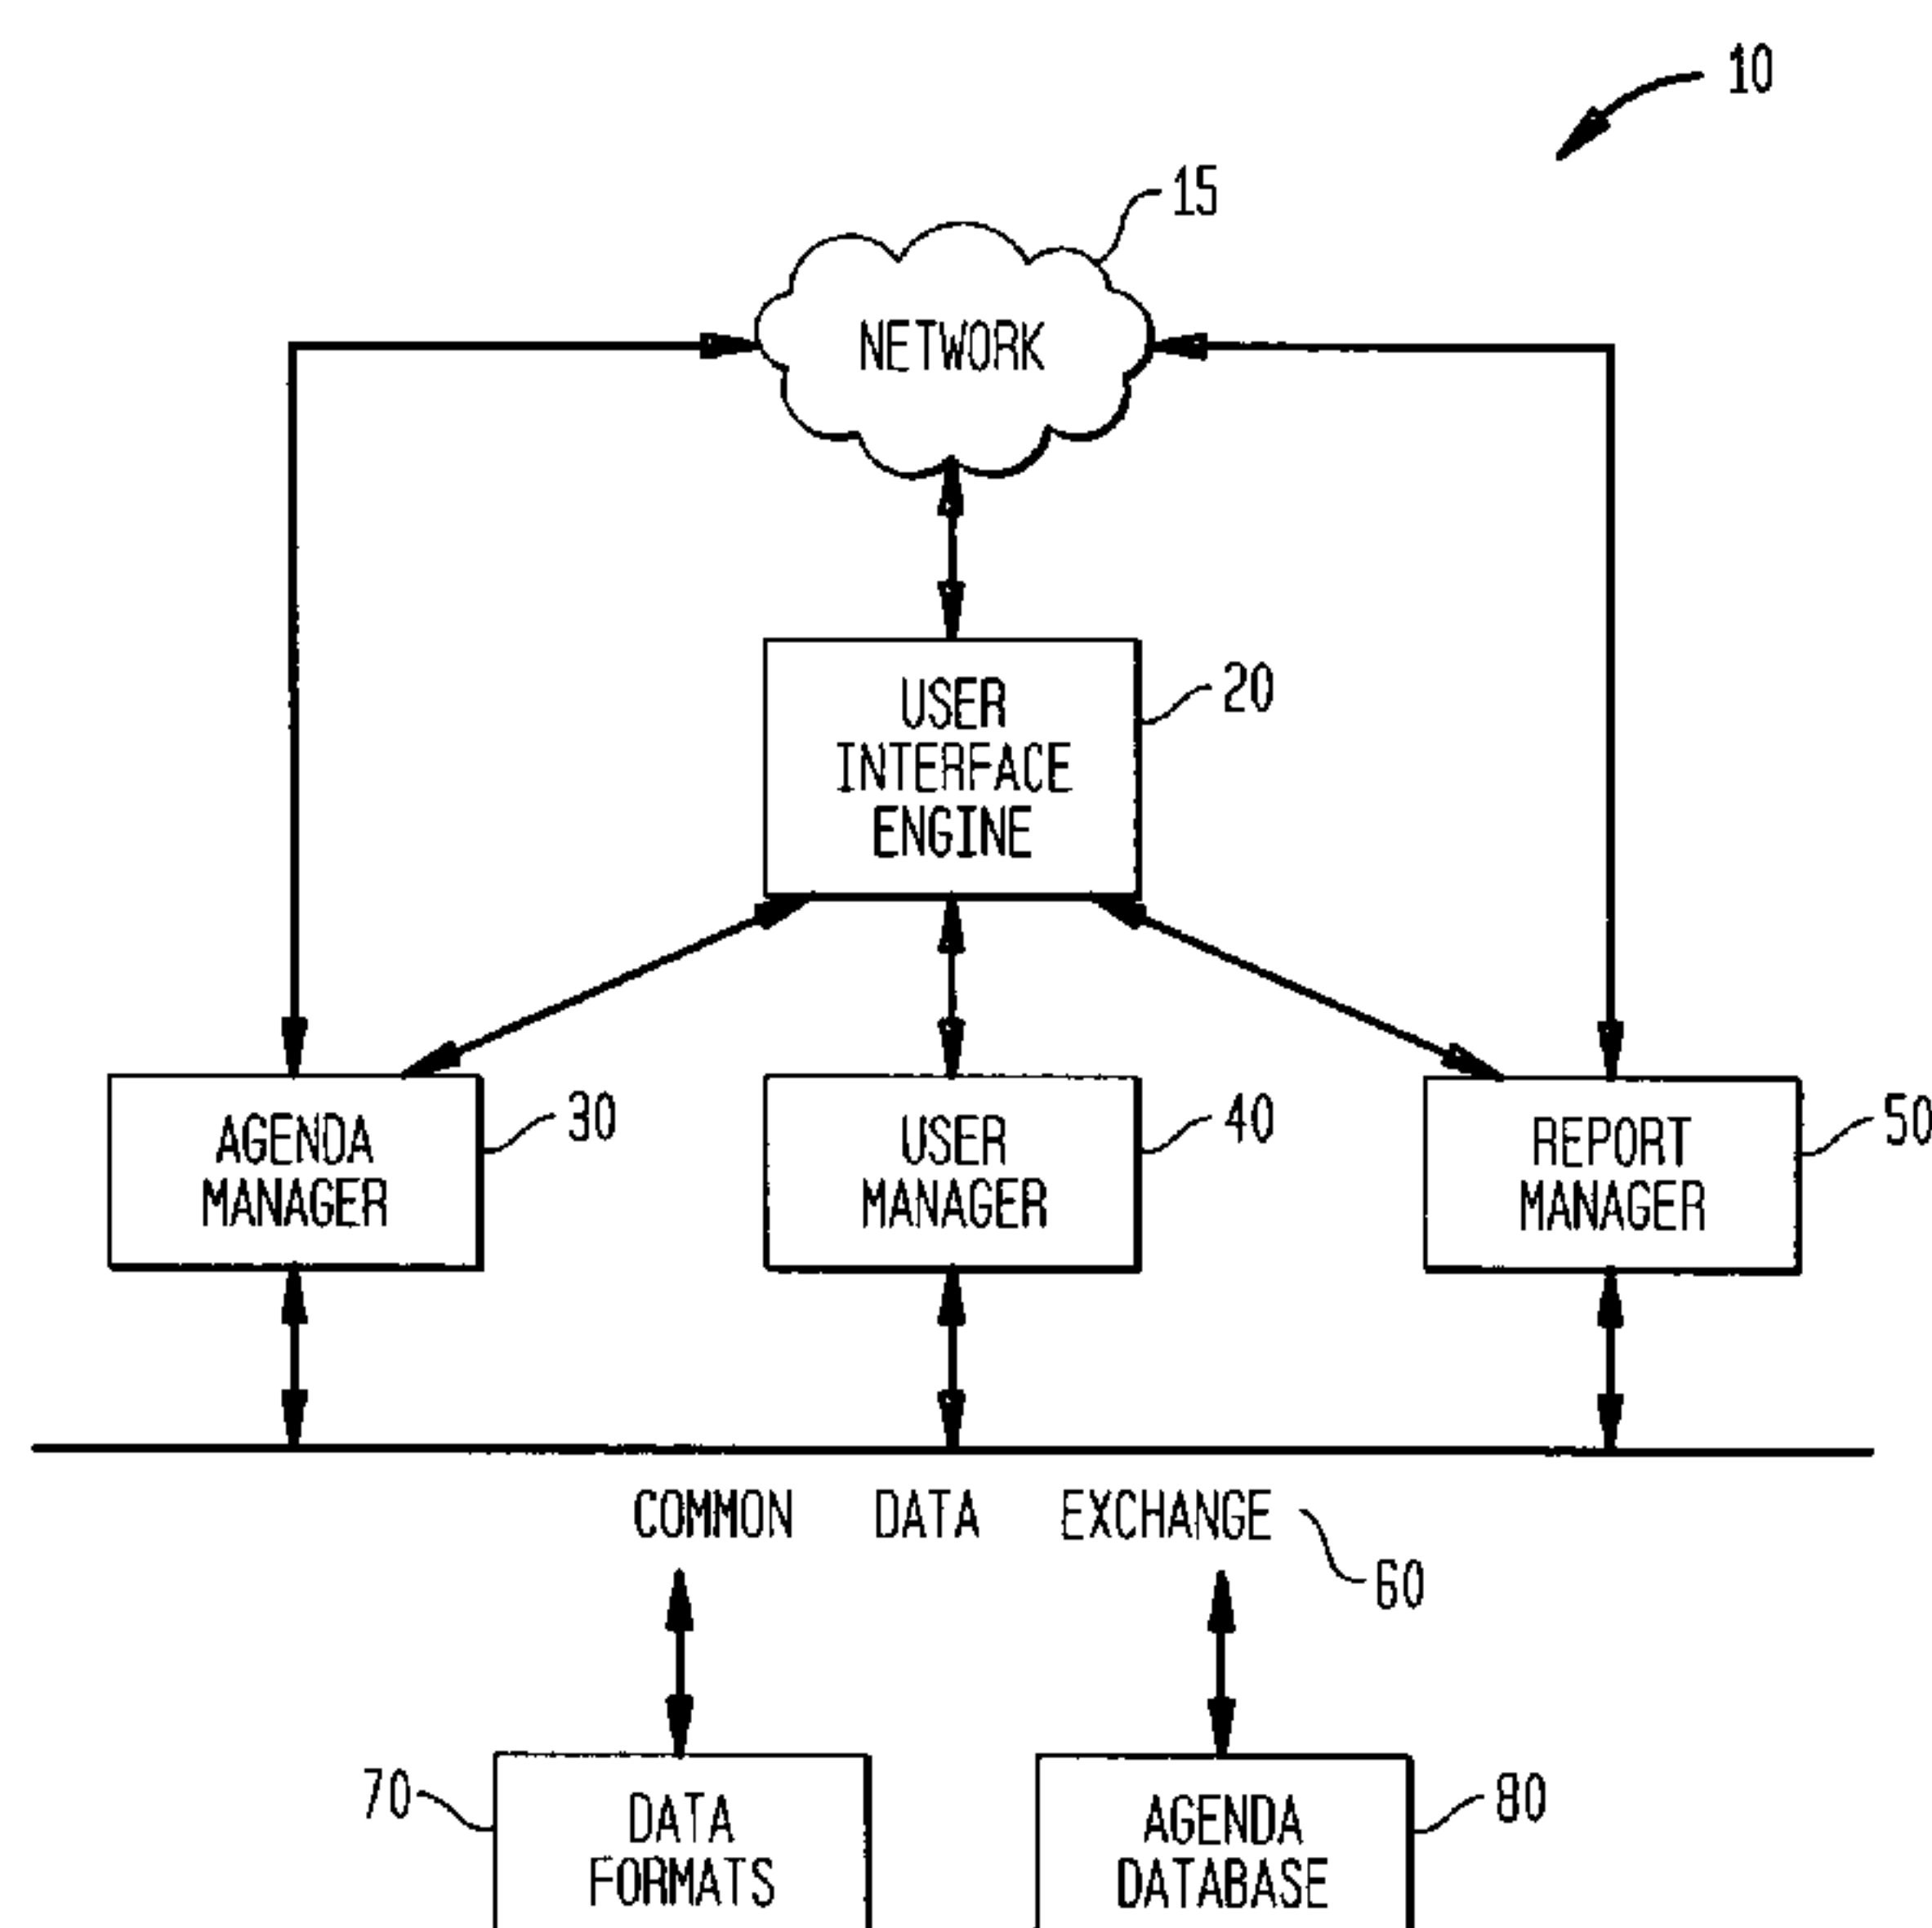 10
15
NETWORK
20
USER
INTERFACE
ENGINE
30
AGENDA
MANAGER
40
USER
MANAGER
50
REPORT
MANAGER
COMMON DATA EXCHANGE
60
70
DATA
FORMATS
80
AGENDA
DATABASE